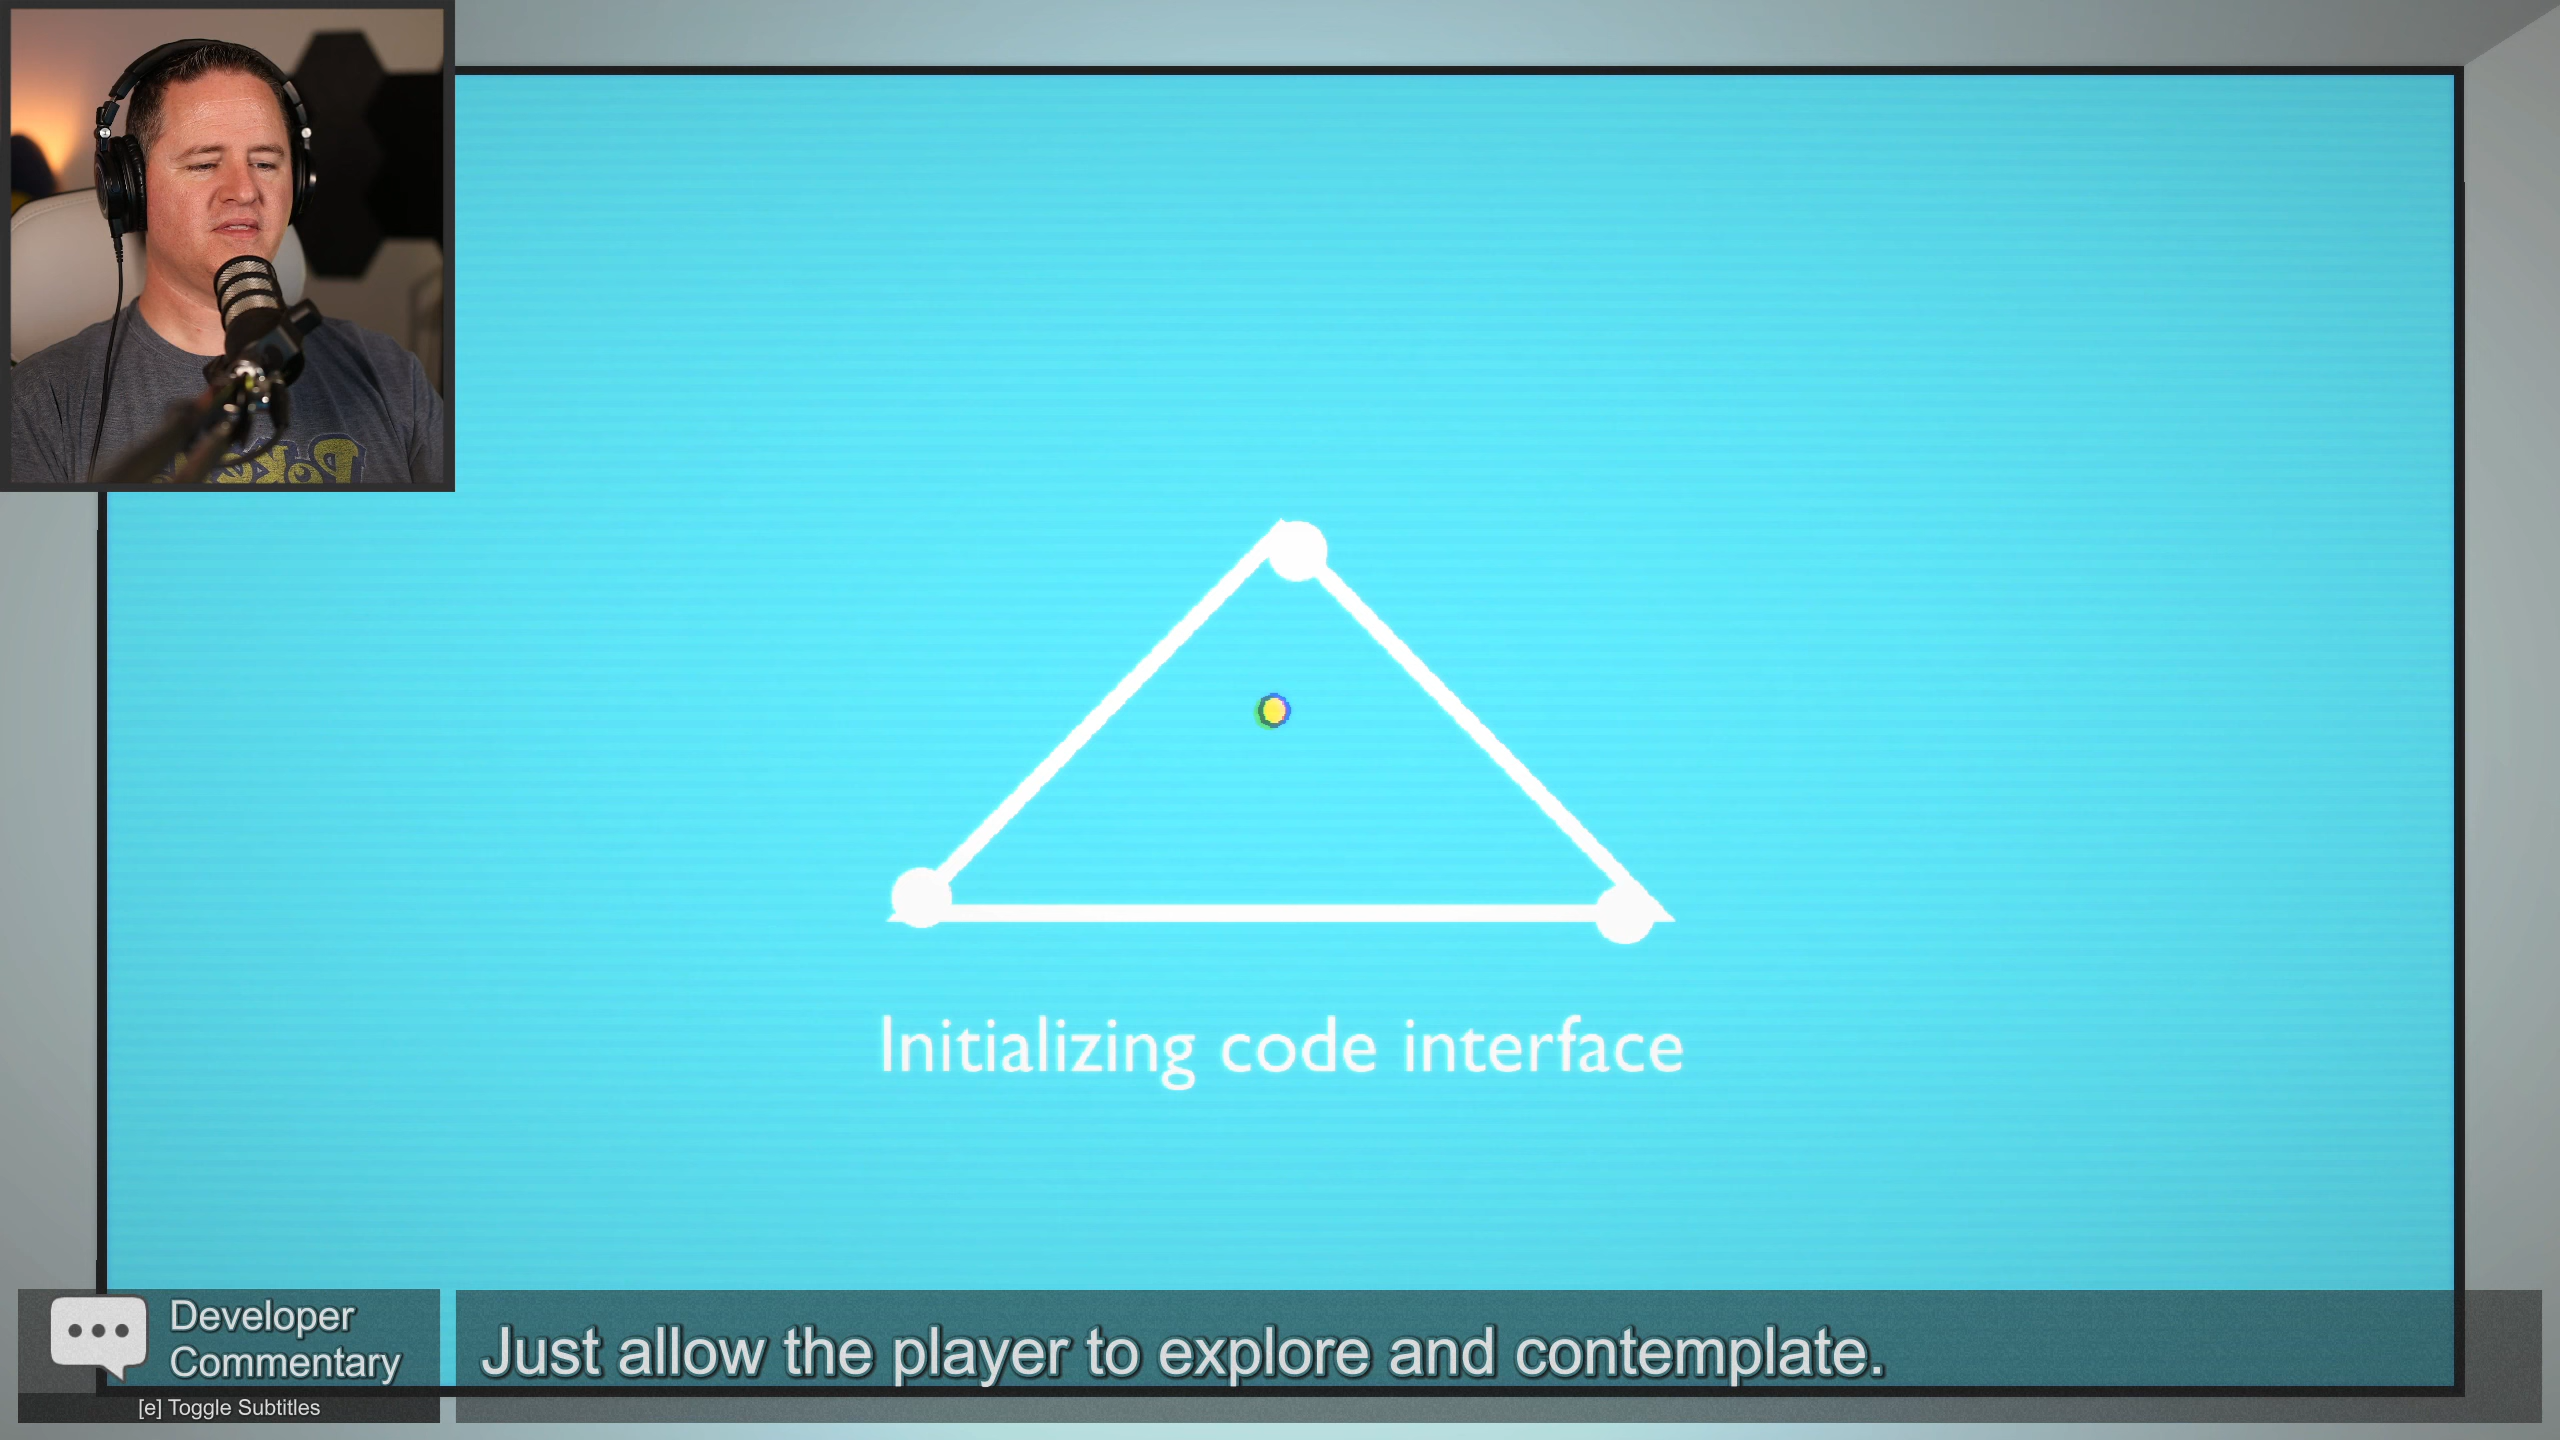 Initializing code interface
Developer
Commentary
Just allow the player to explore and contemplate.
[e] Toggle Subtitles